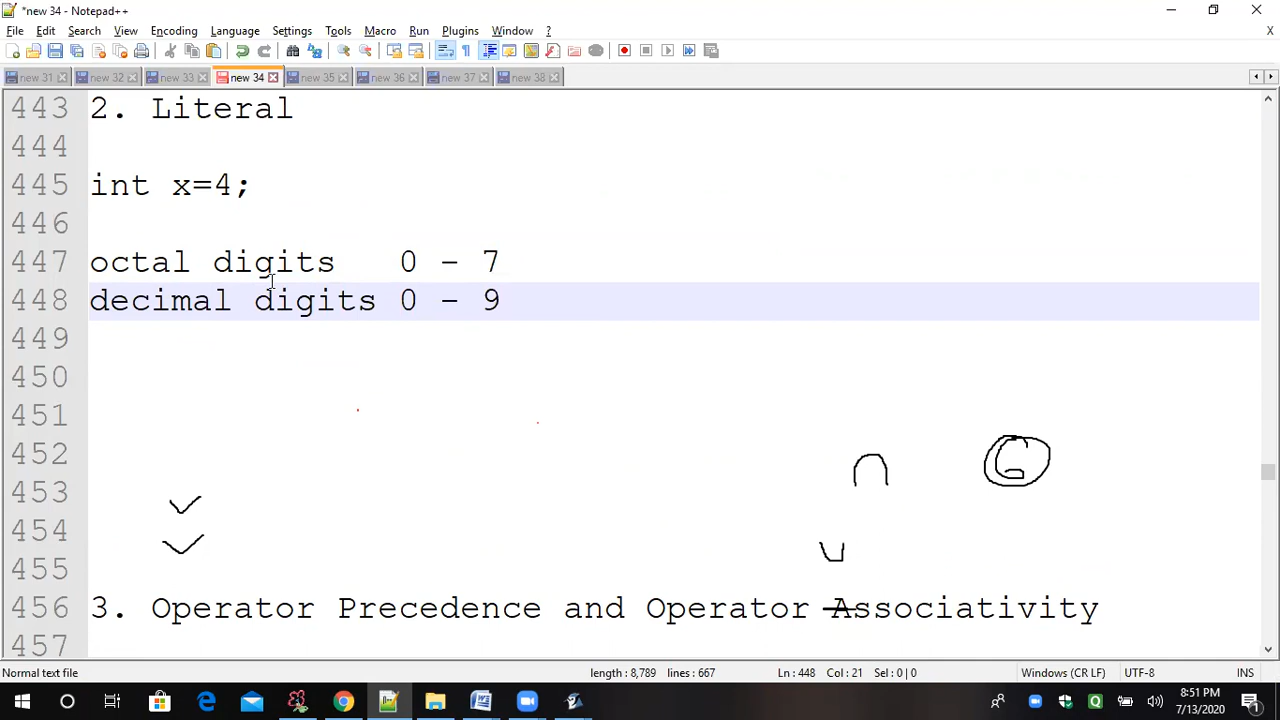 *new 34 - Notepad++
File Edit Search View Encoding Language Settings Tools Macro Run Plugins Window ? X
new 31 new 32 new 33 new 34 new 35 new 36 new 37 new 38
443 2. Literal
444
445 int x=4;
446
447 octal digits 0 - 7
448 decimal digits 0 - 9
449
450
451
452
453
454
455
456 3. Operator Precedence and Operator Associativity
457
Normal text file length : 8,789 lines : 667 Ln : 448 Col : 21 Sel : 0 | 0 Windows (CR LF) UTF-8 INS
8:51 PM
7/13/2020